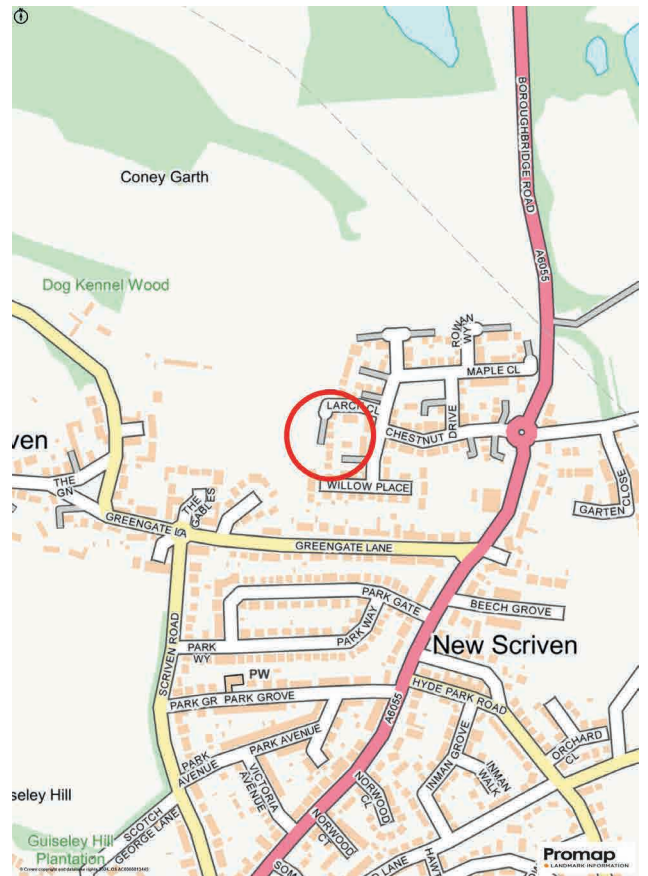 BOROUGHBRIDGE ROAD
Coney Garth
A6055
Dog Kennel Wood
ROWAN
WY
MAPLE CL
LARCH CL
DRIVE
CHESTNUT
ven
THE
GN
THE
GABLES
WILLOW PLACE
GARTEN
CLOSE
GREENGATE LA
GREENGATE LANE
PARK GATE
BEECH GROVE
SCRIVEN ROAD
PARK
WY
PARK WAY
New Scriven
PW
HYDE PARK ROAD
PARK GR
PARK GROVE
A6055
PARK
AVENUE
PARK AVENUE
VICTORIA
AVENUE
INMAN GROVE
INMAN
WALK
ORCHARD
CL
NORWOOD
CL
NORWOOD
CT
seley Hill
SCOTCH
GEORGE LANE
Guiseley Hill
Plantation
SOM
D LANE
HAW
Promap
LANDMARK INFORMATION